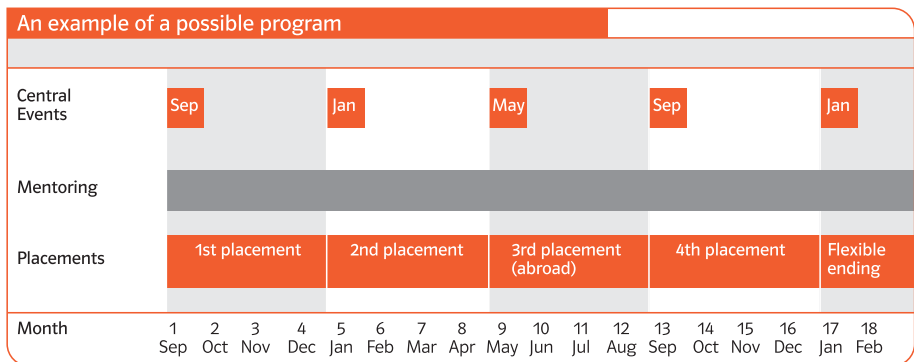 An example of a possible program
Central
Events
Sep Jan May Sep Jan
Mentoring
Placements
1st placement 2nd placement 3rd placement
(abroad) 4th placement Flexible
ending
Month 1 2 3 4 5 6 7 8 9 10 11 12 13 14 15 16 17 18
Sep Oct Nov Dec Jan Feb Mar Apr May Jun Jul Aug Sep Oct Nov Dec Jan Feb